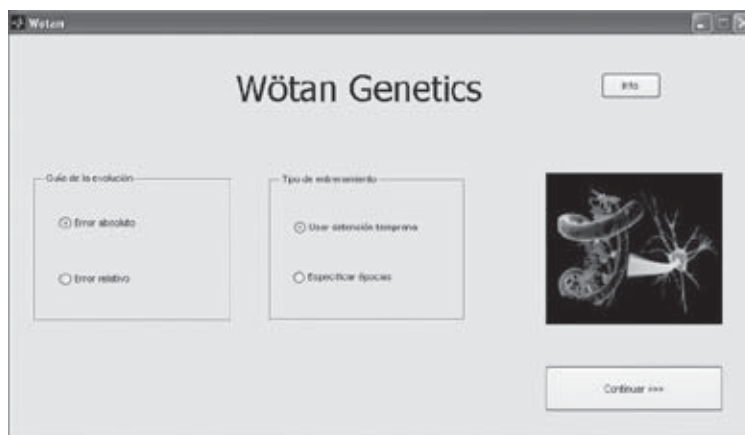 Wotan
Wötan Genetics
Info
Guía de la evolución
Tipo de entrenamiento
Error absoluto
Usar detención temprana
Error relativo
Especificar épocas
Continuar >>>